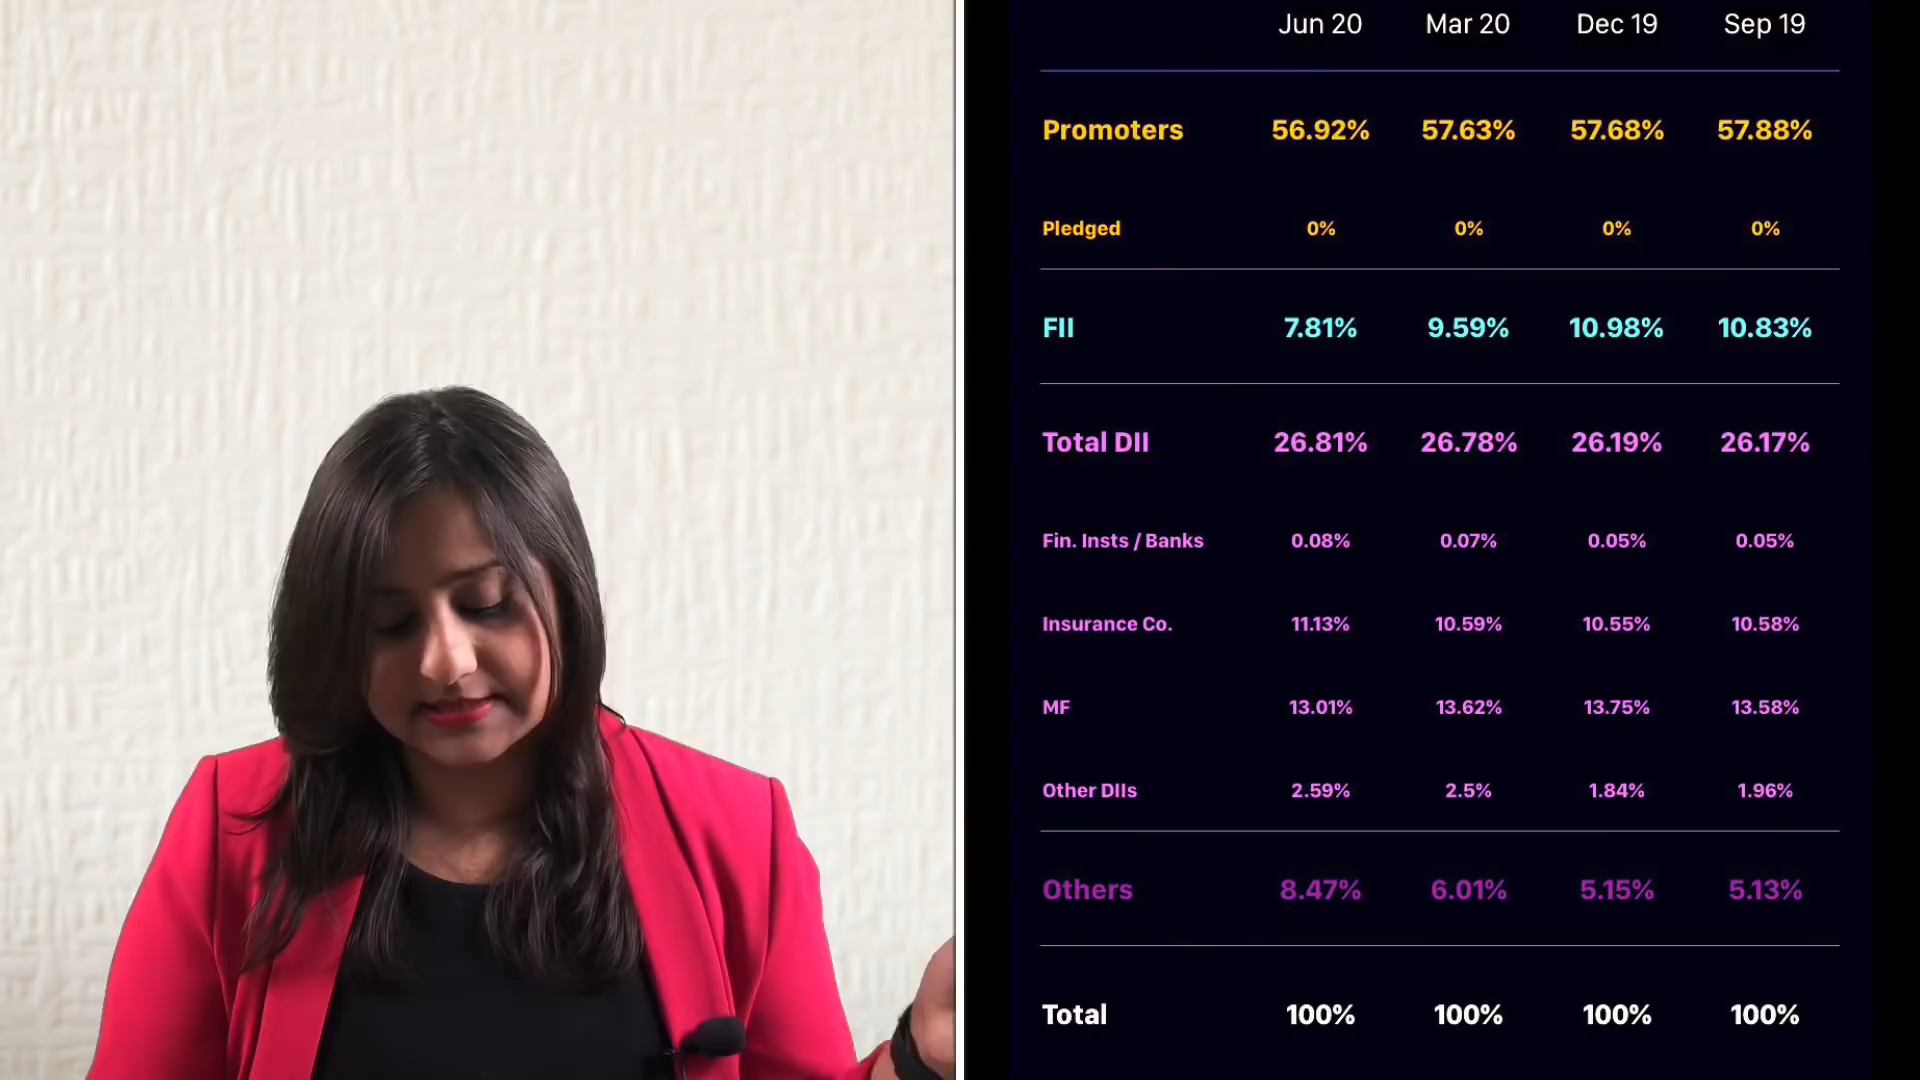 Jun 20 Mar 20 Dec 19 Sep 19
Promoters 56.92% 57.63% 57.68% 57.88%
Pledged 0% 0% 0% 0%
FII 7.81% 9.59% 10.98% 10.83%
Total DII 26.81% 26.78% 26.19% 26.17%
Fin. Insts / Banks 0.08% 0.07% 0.05% 0.05%
Insurance Co. 11.13% 10.59% 10.55% 10.58%
MF 13.01% 13.62% 13.75% 13.58%
Other DIIs 2.59% 2.5% 1.84% 1.96%
Others 8.47% 6.01% 5.15% 5.13%
Total 100% 100% 100% 100%